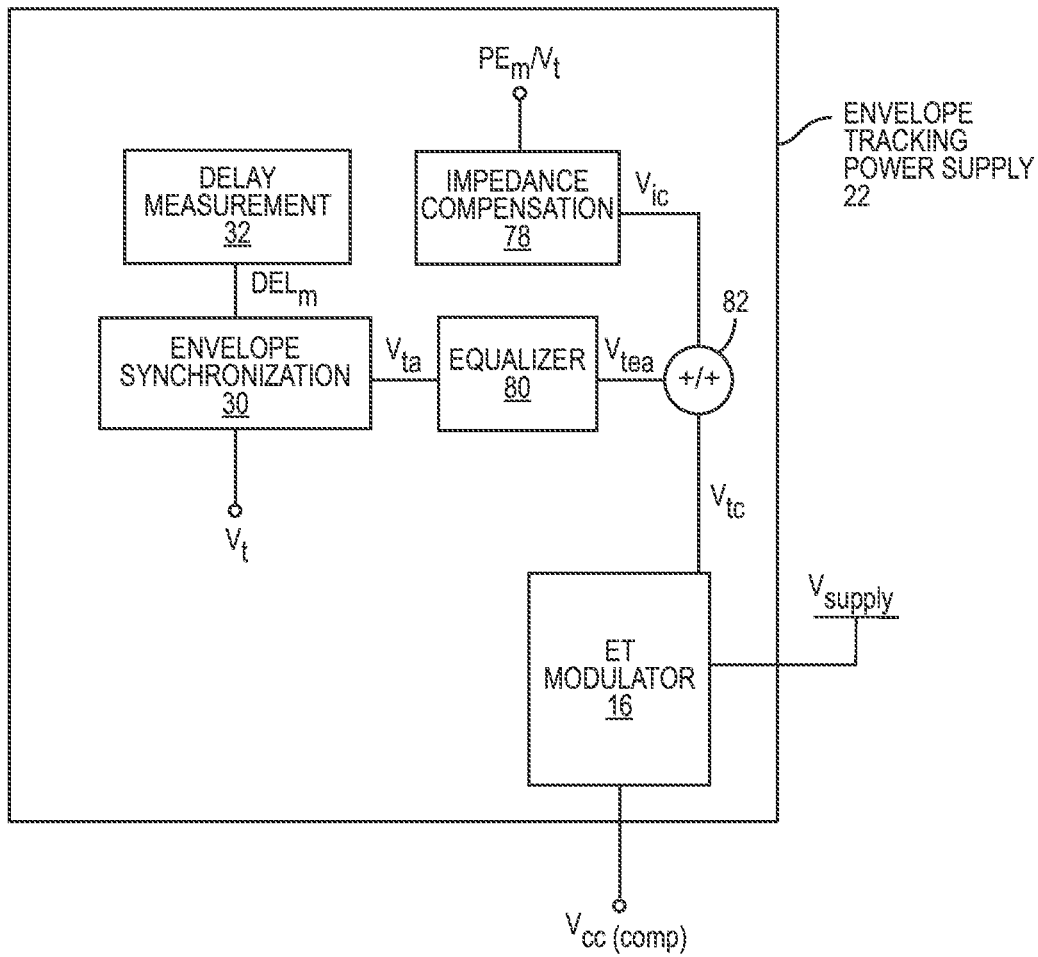 PEm/Vt
ENVELOPE
TRACKING
POWER SUPPLY
22
DELAY
MEASUREMENT
32
IMPEDANCE
COMPENSATION
78
Vic
DELm
82
ENVELOPE
SYNCHRONIZATION
30
Vta
EQUALIZER
80
Vtea
+/+
Vt
Vtc
Vsupply
ET
MODULATOR
16
Vcc (comp)